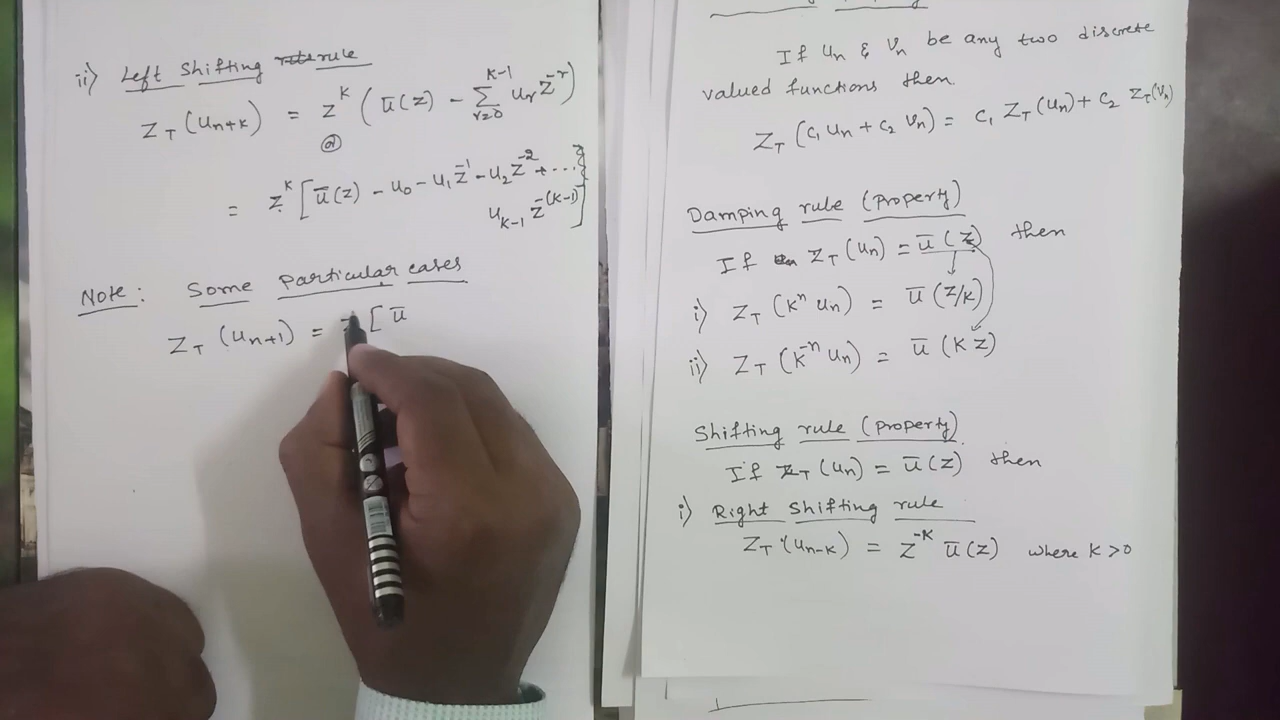 ii) Left Shifting rule
Z_T (u_{n+k}) = z^k ( ū(z) - Σ_{r=0}^{k-1} u_r z^{-r} )
(or)
= z^k [ ū(z) - u_0 - u_1 z^{-1} - u_2 z^{-2} + ....
u_{k-1} z^{-(k-1)} ]
Note: Some Particular cases
Z_T (u_{n+1}) = z [ ū
If u_n & v_n be any two discrete
valued functions then.
Z_T (c_1 u_n + c_2 v_n) = c_1 Z_T (u_n) + c_2 Z_T (v_n)
Damping rule (Property)
If Z_T (u_n) = ū (z) then
i) Z_T (k^n u_n) = ū (z/k)
ii) Z_T (k^{-n} u_n) = ū (k z)
Shifting rule (Property)
If Z_T (u_n) = ū(z) then
i) Right Shifting rule
Z_T (u_{n-k}) = z^{-k} ū(z) where k > 0